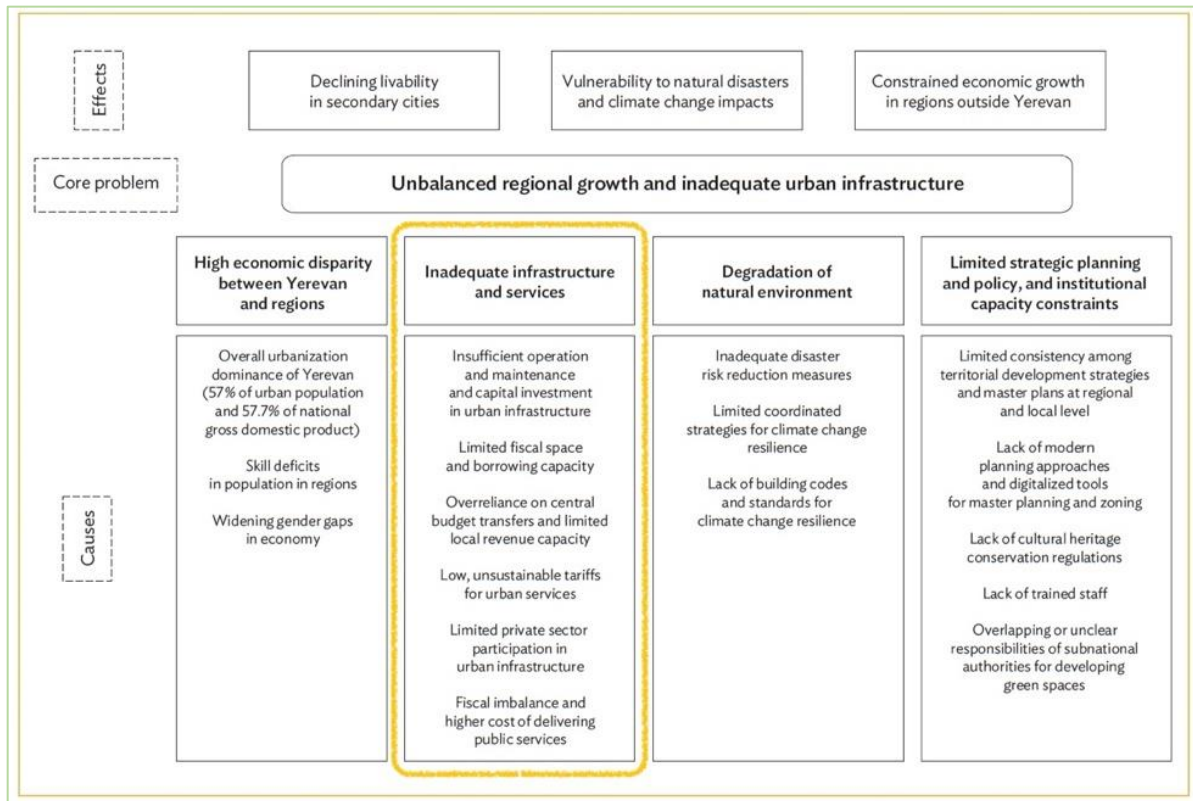 Effects
Declining livability
in secondary cities
Vulnerability to natural disasters
and climate change impacts
Constrained economic growth
in regions outside Yerevan
Core problem
Unbalanced regional growth and inadequate urban infrastructure
Causes
High economic disparity
between Yerevan
and regions
Overall urbanization
dominance of Yerevan
(57% of urban population
and 57.7% of national
gross domestic product)
Skill deficits
in population in regions
Widening gender gaps
in economy
Inadequate infrastructure
and services
Insufficient operation
and maintenance
and capital investment
in urban infrastructure
Limited fiscal space
and borrowing capacity
Overreliance on central
budget transfers and limited
local revenue capacity
Low, unsustainable tariffs
for urban services
Limited private sector
participation in
urban infrastructure
Fiscal imbalance and
higher cost of delivering
public services
Degradation of
natural environment
Inadequate disaster
risk reduction measures
Limited coordinated
strategies for climate change
resilience
Lack of building codes
and standards for
climate change resilience
Limited strategic planning
and policy, and institutional
capacity constraints
Limited consistency among
territorial development strategies
and master plans at regional
and local level
Lack of modern
planning approaches
and digitalized tools
for master planning and zoning
Lack of cultural heritage
conservation regulations
Lack of trained staff
Overlapping or unclear
responsibilities of subnational
authorities for developing
green spaces